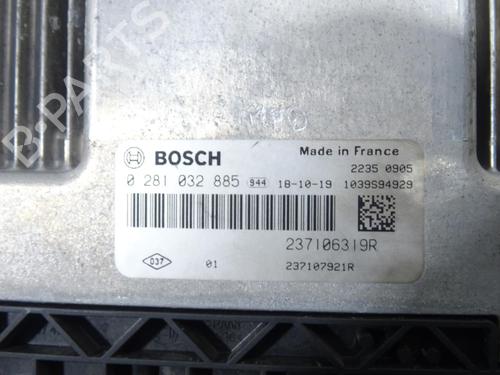 B-PARTS
BOSCH
Made in France
2235 0905
0 281 032 885 944 18-10-19 1039S94929
237106319R
037 01 237107921R